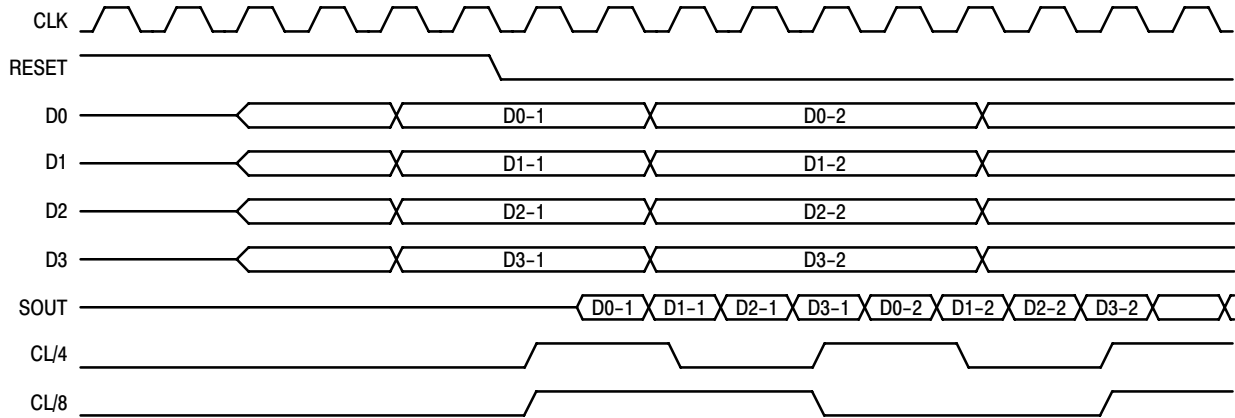 CLK
RESET
D0 D0-1 D0-2
D1 D1-1 D1-2
D2 D2-1 D2-2
D3 D3-1 D3-2
SOUT D0-1 D1-1 D2-1 D3-1 D0-2 D1-2 D2-2 D3-2
CL/4
CL/8